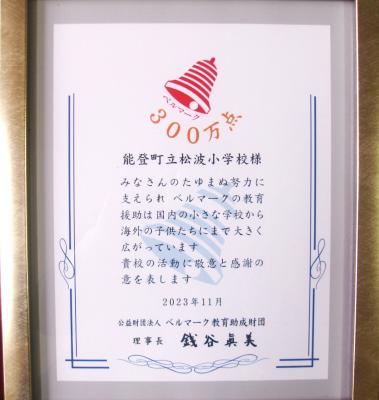 ベルマーク
300万点
能登町立松波小学校様
みなさんのたゆまぬ努力に
支えられ ベルマークの教育
援助は国内の小さな学校から
海外の子供たちにまで大きく
広がっています
貴校の活動に敬意と感謝の
意を表します
2023年11月
公益財団法人 ベルマーク教育助成財団
理事長 銭谷眞美